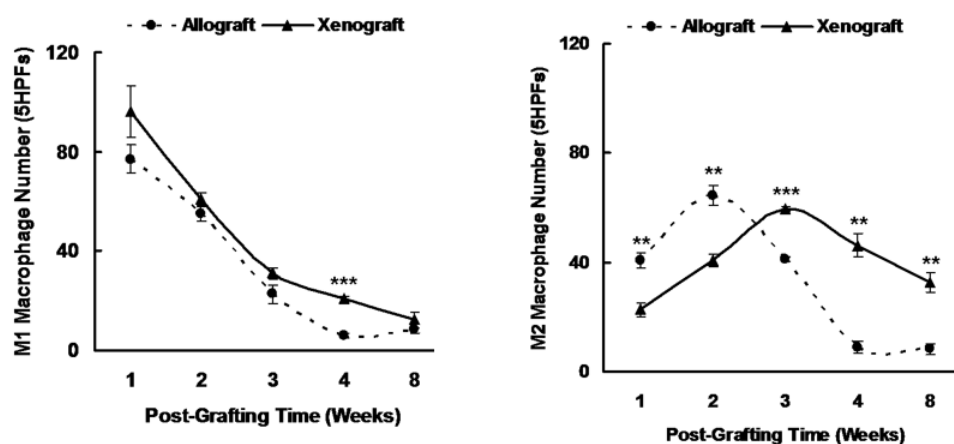 Allograft Xenograft
M1 Macrophage Number (5HPFs)
120
80
40
0
***
1 2 3 4 8
Post-Grafting Time (Weeks)
Allograft Xenograft
M2 Macrophage Number (5HPFs)
120
80
40
0
** ** *** ** **
1 2 3 4 8
Post-Grafting Time (Weeks)